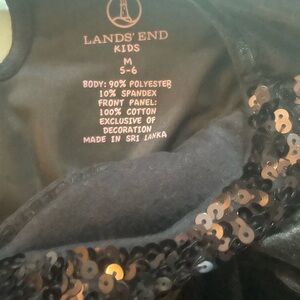 LANDS' END
KIDS
M
5-6
BODY: 90% POLYESTER
10% SPANDEX
FRONT PANEL:
100% COTTON
EXCLUSIVE OF
DECORATION
MADE IN SRI LANKA